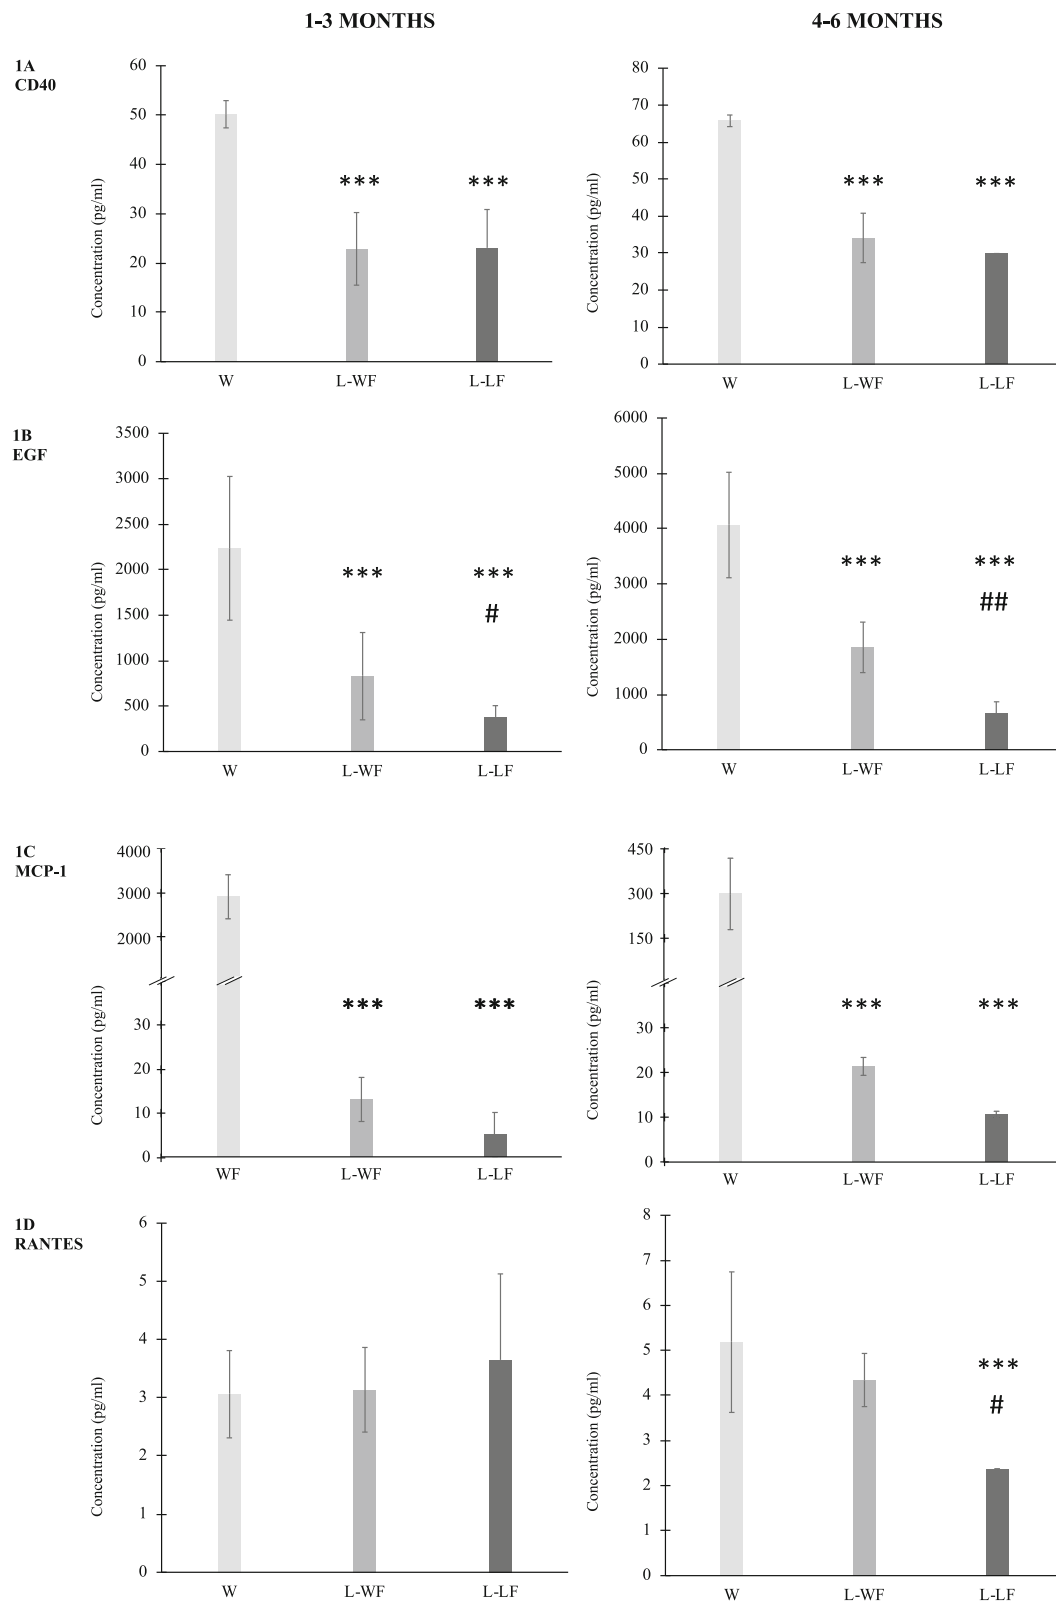 1-3 MONTHS
4-6 MONTHS
1A
CD40
Concentration (pg/ml)
60
50
40
30
20
10
0
***
***
W
L-WF
L-LF
Concentration (pg/ml)
80
70
60
50
40
30
20
10
0
***
***
W
L-WF
L-LF
1B
EGF
Concentration (pg/ml)
3500
3000
2500
2000
1500
1000
500
0
***
***
#
W
L-WF
L-LF
Concentration (pg/ml)
6000
5000
4000
3000
2000
1000
0
***
***
##
W
L-WF
L-LF
1C
MCP-1
Concentration (pg/ml)
4000
3000
2000
30
20
10
0
***
***
WF
L-WF
L-LF
Concentration (pg/ml)
450
300
150
30
20
10
0
***
***
W
L-WF
L-LF
1D
RANTES
Concentration (pg/ml)
6
5
4
3
2
1
0
W
L-WF
L-LF
Concentration (pg/ml)
8
7
6
5
4
3
2
1
0
***
#
W
L-WF
L-LF